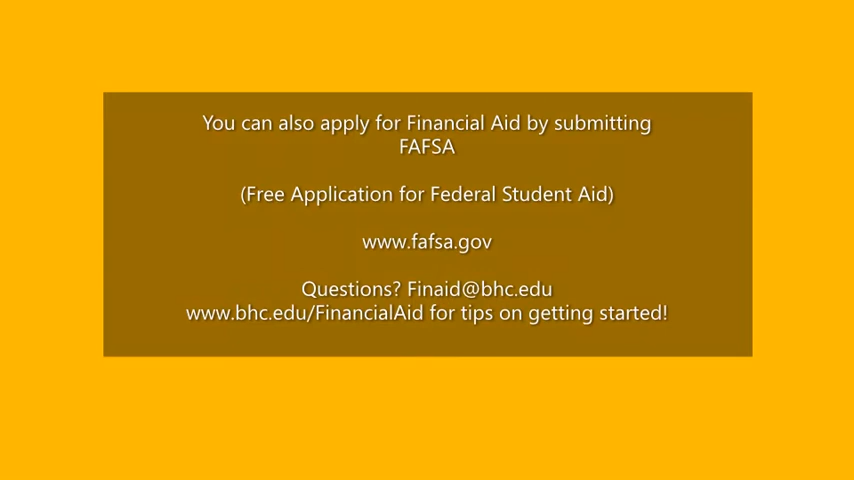 You can also apply for Financial Aid by submitting
FAFSA
(Free Application for Federal Student Aid)
www.fafsa.gov
Questions? Finaid@bhc.edu
www.bhc.edu/FinancialAid for tips on getting started!